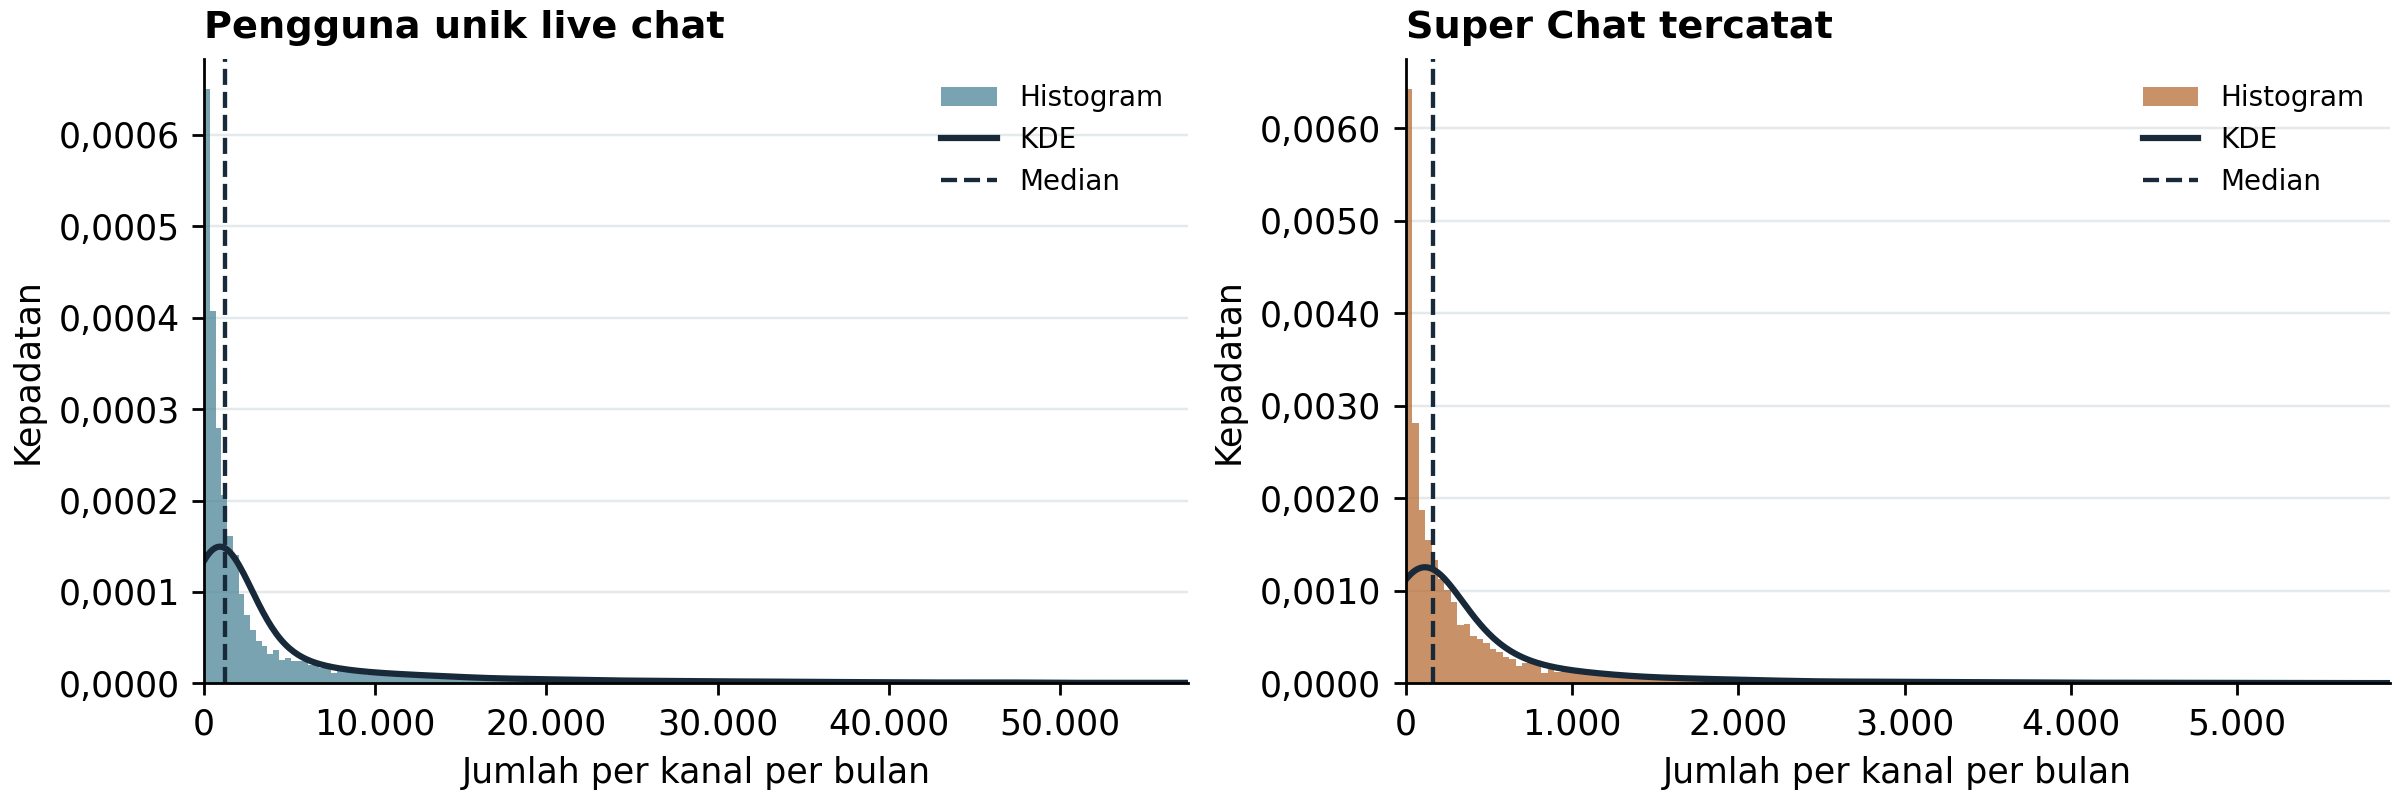 Pengguna unik live chat
Histogram
KDE
Median
Kepadatan
0,0006
0,0005
0,0004
0,0003
0,0002
0,0001
0,0000
0 10.000 20.000 30.000 40.000 50.000
Jumlah per kanal per bulan
Super Chat tercatat
Histogram
KDE
Median
Kepadatan
0,0060
0,0050
0,0040
0,0030
0,0020
0,0010
0,0000
0 1.000 2.000 3.000 4.000 5.000
Jumlah per kanal per bulan